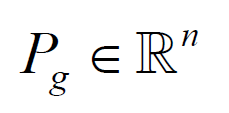 P_g ∈ ℝ^n